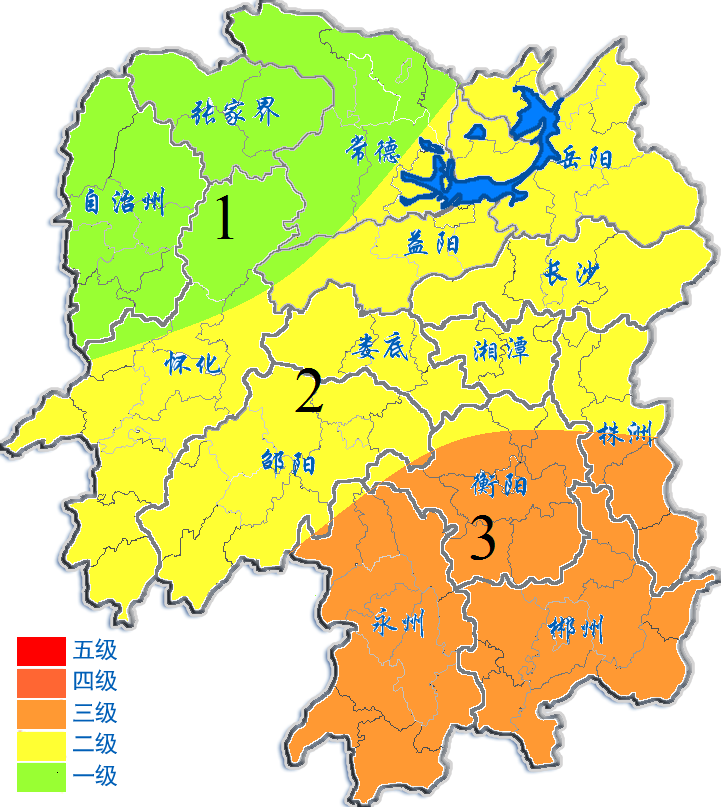 张家界
常德
岳阳
自治州
1
益阳
长沙
怀化
娄底
湘潭
2
株洲
邵阳
衡阳
3
永州
郴州
五级
四级
三级
二级
一级